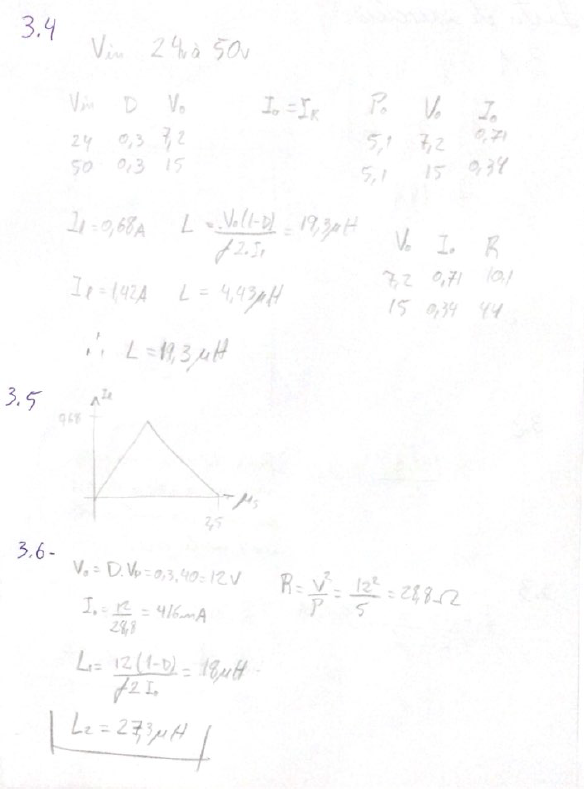 3.4
Vin 24v à 50v
Vin D Vo
24 0,3 7,2
50 0,3 15
Io = IR
Po Vo Io
5,1 7,2 0,71
5,1 15 0,34
Il = 0,68A L = Vo(1-D) / f2.Il = 19,3μH
Vo Io R
7,2 0,71 10,1
15 0,34 44
Il = 1,42A L = 4,43μH
∴ L = 19,3μH
3.5
Il
0,68
μs
2,5
3.6-
Vo = D. = 0,3.40 = 12V
R = V²/P = 12²/5 = 28,8Ω
Io = 12/28,8 = 416mA
L1 = 12(1-D) / f2Io = 18μH
L2 = 27,3μH